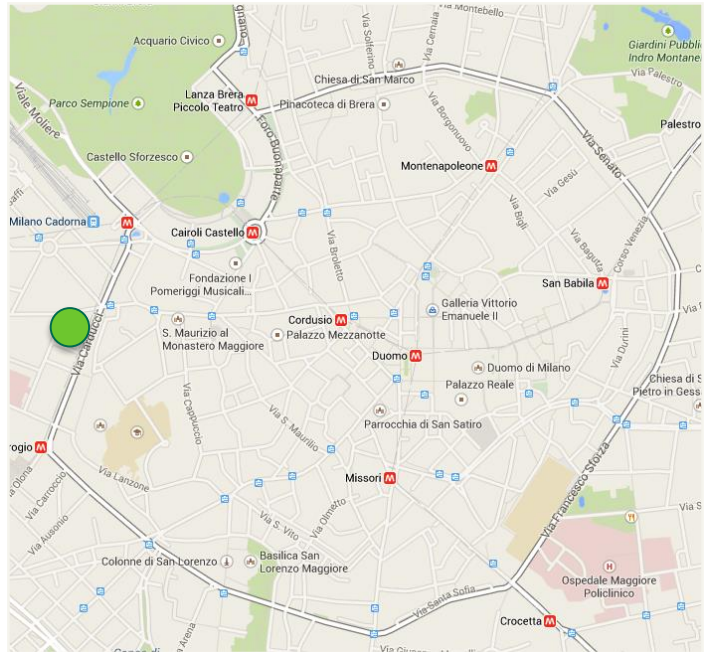 Via Montebello
Acquario Civico
Via Solferino
Via Cernaia
Giardini Pubbli
Indro Montanel
Chiesa di San Marco
Via Palestro
Lanza Brera
Piccolo Teatro
Pinacoteca di Brera
Parco Sempione
Viale Moliere
Foro Buonaparte
Via Borgonuovo
Via Senato
Palestro
Castello Sforzesco
Montenapoleone
Via Gesù
Milano Cadorna
Cairoli Castello
Via Broletto
Via Bigli
Via Bagutta
Corso Venezia
Fondazione I
Pomeriggi Musicali...
San Babila
Galleria Vittorio
Emanuele II
Via Carducci
S. Maurizio al
Monastero Maggiore
Cordusio
Palazzo Mezzanotte
Duomo
Duomo di Milano
Via Durini
Palazzo Reale
Chiesa di S
Pietro in Gess
Via Cappuccio
Via S. Maurilio
Parrocchia di San Satiro
rogio
Via Lanzone
Missori
Via Francesco Sforza
Via Olona
Via Carroccio
Via Ausonio
Via S. Vito
Via Olmetto
Via S
Colonne di San Lorenzo
Basilica San
Lorenzo Maggiore
Ospedale Maggiore
Policlinico
Via Santa Sofia
Crocetta
Via Arena